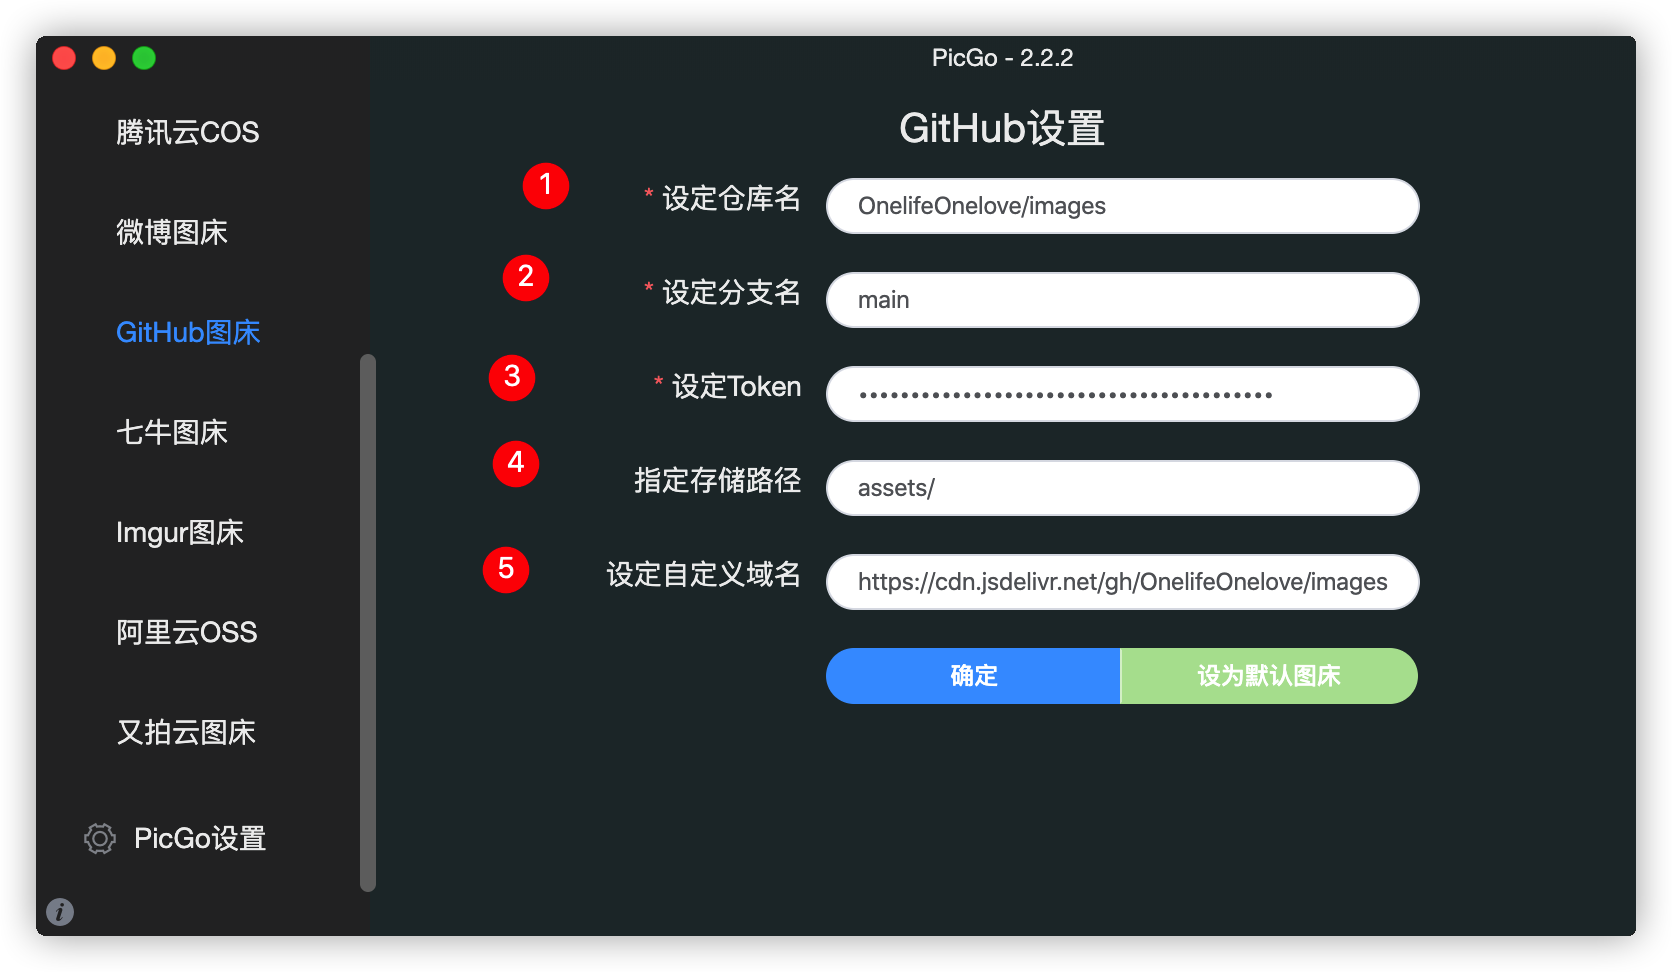 PicGo - 2.2.2
腾讯云COS
微博图床
GitHub图床
七牛图床
Imgur图床
阿里云OSS
又拍云图床
PicGo设置
i
GitHub设置
1 * 设定仓库名 OnelifeOnelove/images
2 * 设定分支名 main
3 * 设定Token ••••••••••••••••••••••••••••••••••••••••
4 指定存储路径 assets/
5 设定自定义域名 https://cdn.jsdelivr.net/gh/OnelifeOnelove/images
确定 设为默认图床